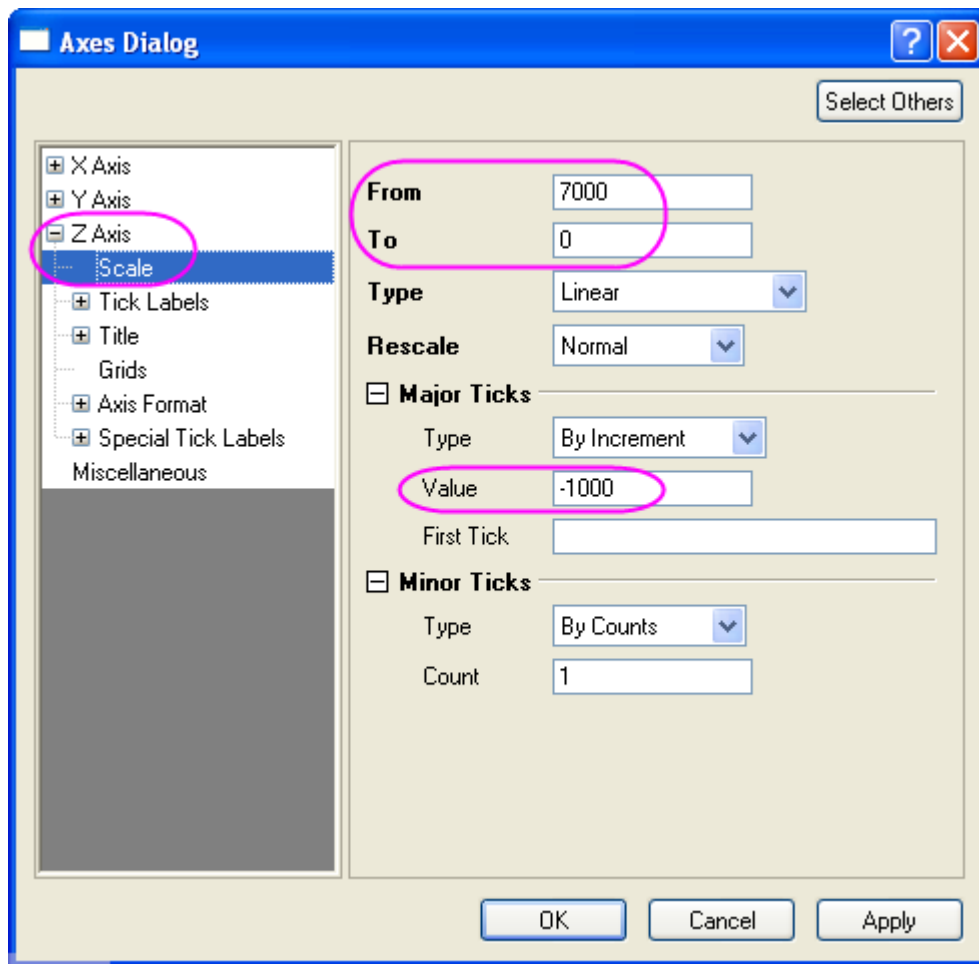 Axes Dialog
Select Others
X Axis
Y Axis
Z Axis
Scale
Tick Labels
Title
Grids
Axis Format
Special Tick Labels
Miscellaneous
From 7000
To 0
Type Linear
Rescale Normal
Major Ticks
Type By Increment
Value -1000
First Tick
Minor Ticks
Type By Counts
Count 1
OK Cancel Apply